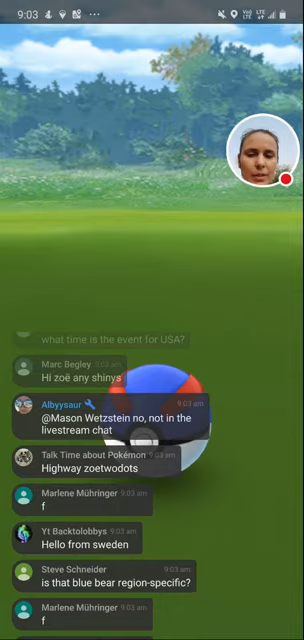 9:03
VoLTE LTE
what time is the event for USA?
Marc Begley 9:03 am
Hi zoë any shinys
Albyysaur 9:03 am
@Mason Wetzstein no, not in the
livestream chat
Talk Time about Pokémon 9:03 am
Highway zoetwodots
Marlene Mühringer 9:03 am
f
Yt Backtolobbys 9:03 am
Hello from sweden
Steve Schneider 9:03 am
is that blue bear region-specific?
Marlene Mühringer 9:03 am
f